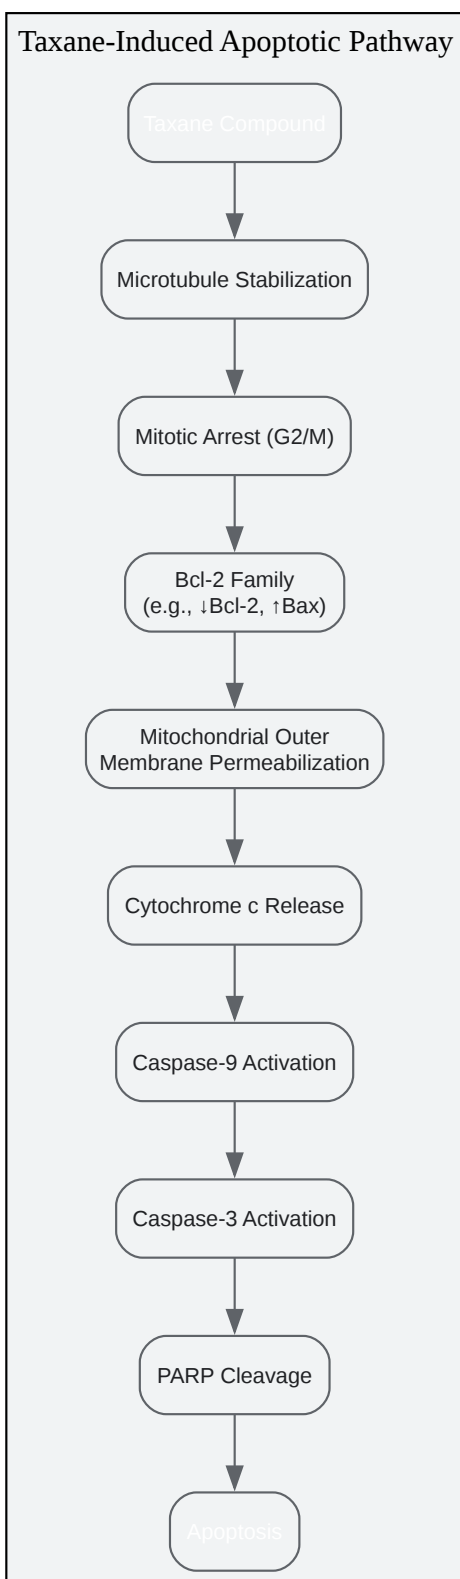 Taxane-Induced Apoptotic Pathway
Taxane Compound
Microtubule Stabilization
Mitotic Arrest (G2/M)
Bcl-2 Family
(e.g., ↓Bcl-2, ↑Bax)
Mitochondrial Outer
Membrane Permeabilization
Cytochrome c Release
Caspase-9 Activation
Caspase-3 Activation
PARP Cleavage
Apoptosis